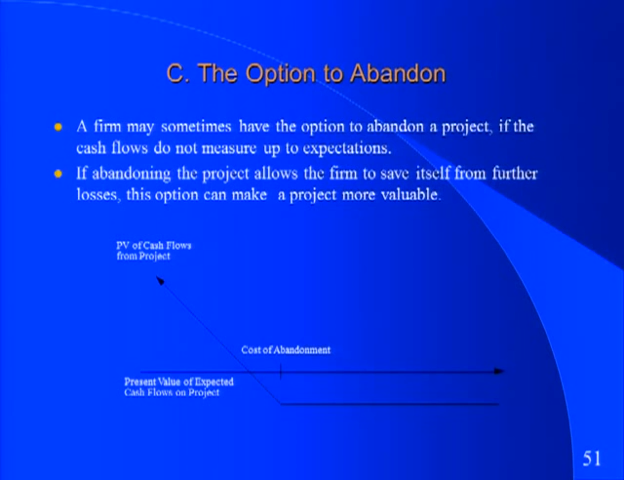 C. The Option to Abandon
A firm may sometimes have the option to abandon a project, if the
cash flows do not measure up to expectations.
If abandoning the project allows the firm to save itself from further
losses, this option can make a project more valuable.
PV of Cash Flows
from Project
Cost of Abandonment
Present Value of Expected
Cash Flows on Project
51